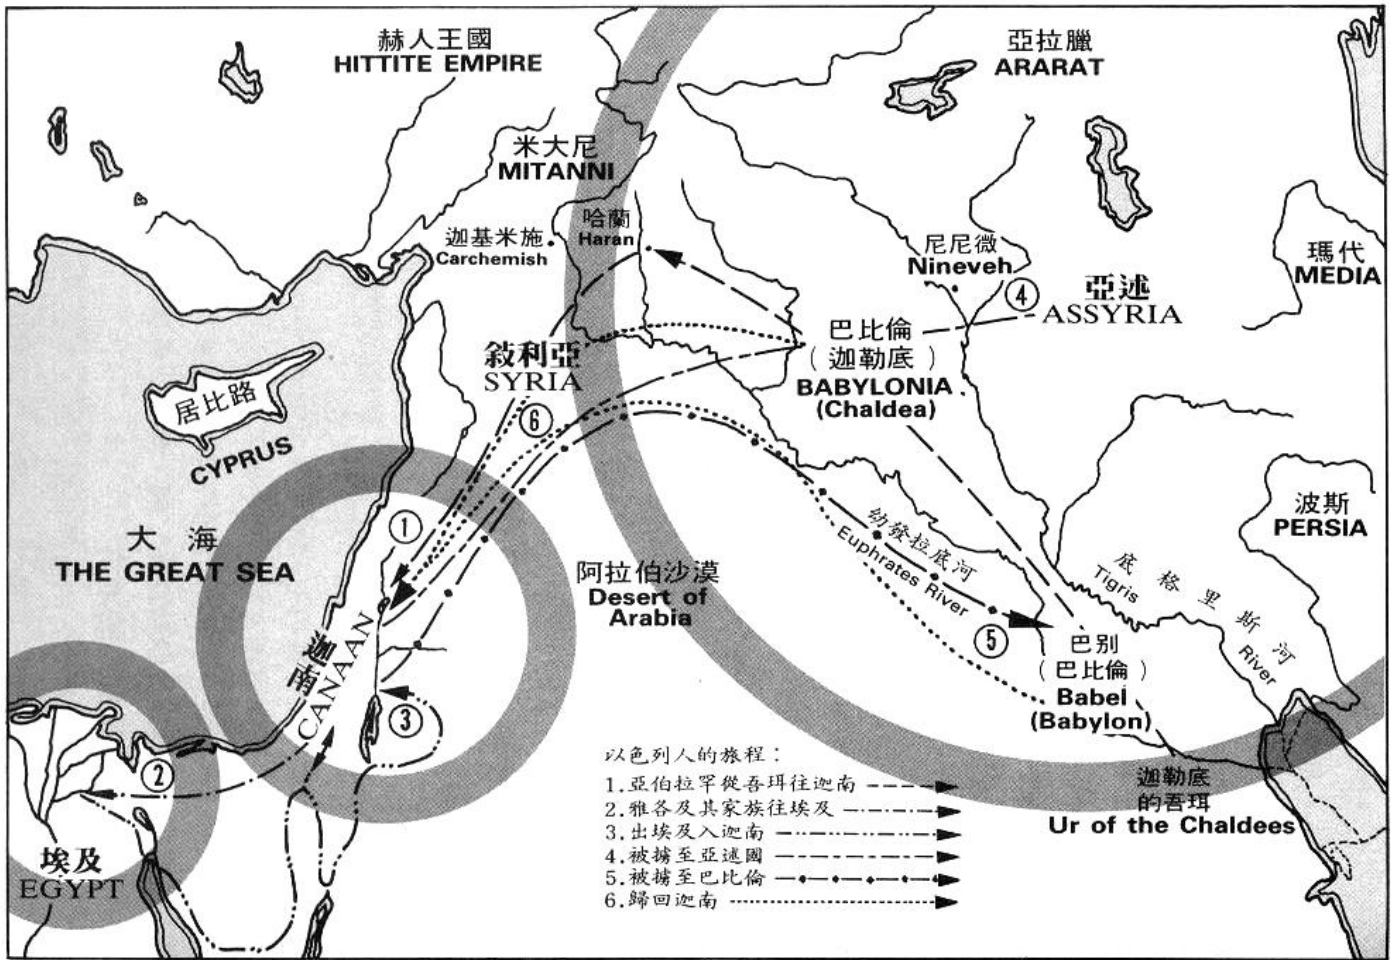 赫人王國
HITTITE EMPIRE
亞拉臘
ARARAT
米大尼
MITANNI
迦基米施
Carchemish
哈蘭
Haran
尼尼微
Nineveh
④
亞述
ASSYRIA
瑪代
MEDIA
敍利亞
SYRIA
⑥
巴比倫
(迦勒底)
BABYLONIA
(Chaldea)
居比路
CYPRUS
大海
THE GREAT SEA
①
阿拉伯沙漠
Desert of
Arabia
幼發拉底河
Euphrates River
⑤
底格里斯河
Tigris River
波斯
PERSIA
巴别
(巴比倫)
Babel
(Babylon)
迦南
CANAAN
③
②
埃及
EGYPT
迦勒底
的吾珥
Ur of the Chaldees
以色列人的旅程：
1.亞伯拉罕從吾珥往迦南
2.雅各及其家族往埃及
3.出埃及入迦南
4.被擄至亞述國
5.被擄至巴比倫
6.歸回迦南